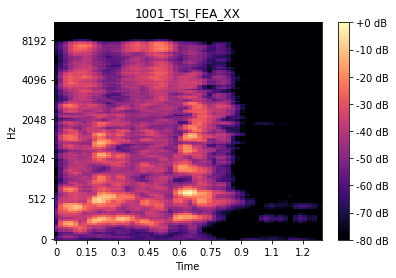 1001_TSI_FEA_XX
+0 dB
8192
-10 dB
4096
-20 dB
-30 dB
2048
Hz
-40 dB
1024
-50 dB
512
-60 dB
-70 dB
0
-80 dB
0 0.15 0.3 0.45 0.6 0.75 0.9 1.1 1.2
Time